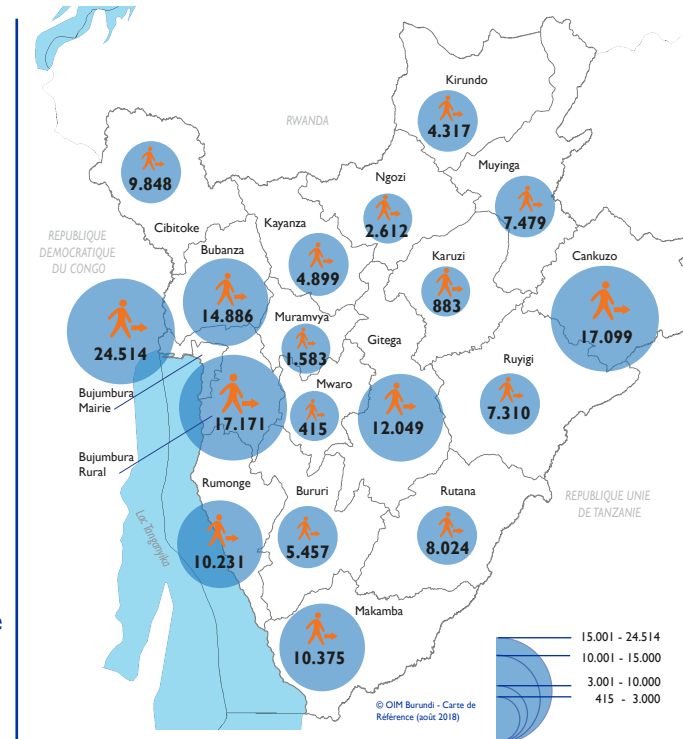 Kirundo
4.317
RWANDA
Muyinga
7.479
9.848
Ngozi
2.612
Cibitoke
Kayanza
4.899
REPUBLIQUE
DEMOCRATIQUE
DU CONGO
Bubanza
14.886
Karuzi
883
Cankuzo
17.099
24.514
Muramvya
1.583
Gitega
12.049
Ruyigi
7.310
Mwaro
415
Bujumbura
Mairie
17.171
Bujumbura
Rural
Rumonge
10.231
Bururi
5.457
Rutana
8.024
REPUBLIQUE UNIE
DE TANZANIE
Lac Tanganyika
Makamba
10.375
e
15.001 - 24.514
10.001 - 15.000
3.001 - 10.000
415 - 3.000
© OIM Burundi - Carte de
Référence (août 2018)